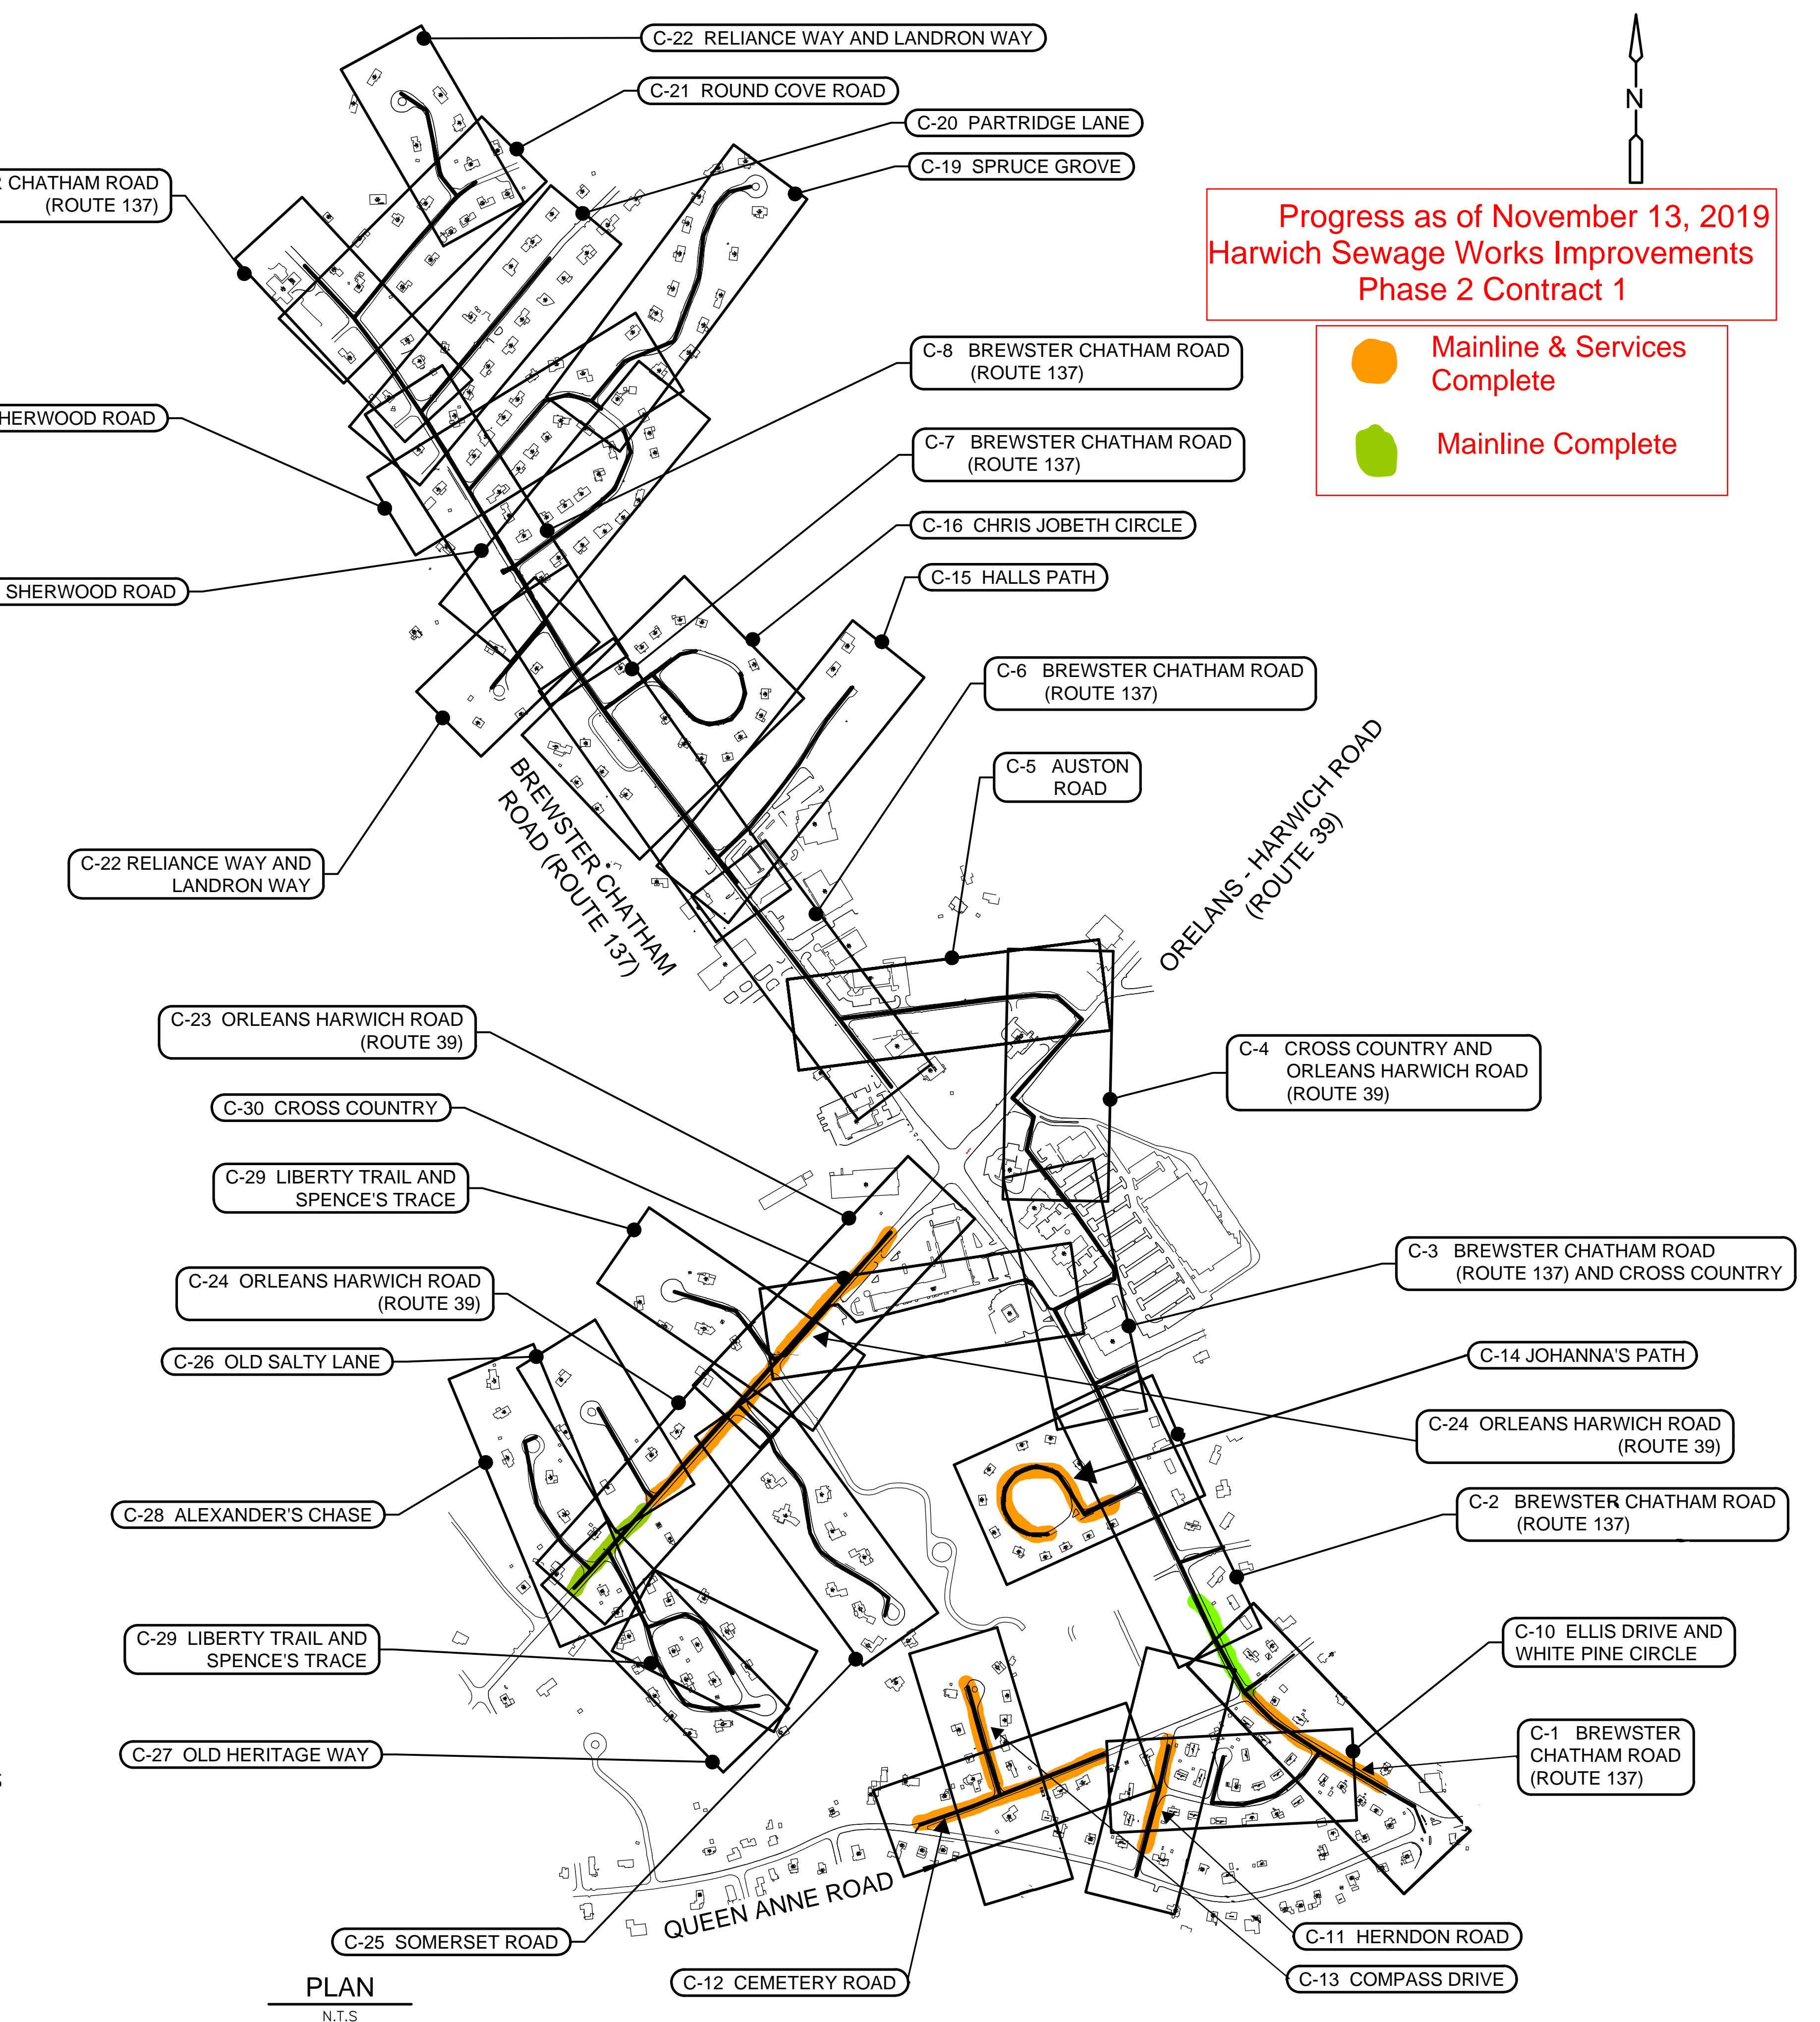 C-22 RELIANCE WAY AND LANDRON WAY
C-21 ROUND COVE ROAD
C-20 PARTRIDGE LANE
C-19 SPRUCE GROVE
N
CHATHAM ROAD
(ROUTE 137)
Progress as of November 13, 2019
Harwich Sewage Works Improvements
Phase 2 Contract 1
Mainline & Services
Complete
Mainline Complete
C-8 BREWSTER CHATHAM ROAD
(ROUTE 137)
HERWOOD ROAD
C-7 BREWSTER CHATHAM ROAD
(ROUTE 137)
C-16 CHRIS JOBETH CIRCLE
C-15 HALLS PATH
SHERWOOD ROAD
C-6 BREWSTER CHATHAM ROAD
(ROUTE 137)
C-5 AUSTON
ROAD
BREWSTER CHATHAM
ROAD (ROUTE 137)
ORELANS - HARWICH ROAD
(ROUTE 39)
C-22 RELIANCE WAY AND
LANDRON WAY
C-23 ORLEANS HARWICH ROAD
(ROUTE 39)
C-4 CROSS COUNTRY AND
ORLEANS HARWICH ROAD
(ROUTE 39)
C-30 CROSS COUNTRY
C-29 LIBERTY TRAIL AND
SPENCE'S TRACE
C-3 BREWSTER CHATHAM ROAD
(ROUTE 137) AND CROSS COUNTRY
C-24 ORLEANS HARWICH ROAD
(ROUTE 39)
C-26 OLD SALTY LANE
C-14 JOHANNA'S PATH
C-24 ORLEANS HARWICH ROAD
(ROUTE 39)
C-28 ALEXANDER'S CHASE
C-2 BREWSTER CHATHAM ROAD
(ROUTE 137)
C-29 LIBERTY TRAIL AND
SPENCE'S TRACE
C-10 ELLIS DRIVE AND
WHITE PINE CIRCLE
C-27 OLD HERITAGE WAY
C-1 BREWSTER
CHATHAM ROAD
(ROUTE 137)
QUEEN ANNE ROAD
C-25 SOMERSET ROAD
C-11 HERNDON ROAD
C-12 CEMETERY ROAD
C-13 COMPASS DRIVE
PLAN
N.T.S